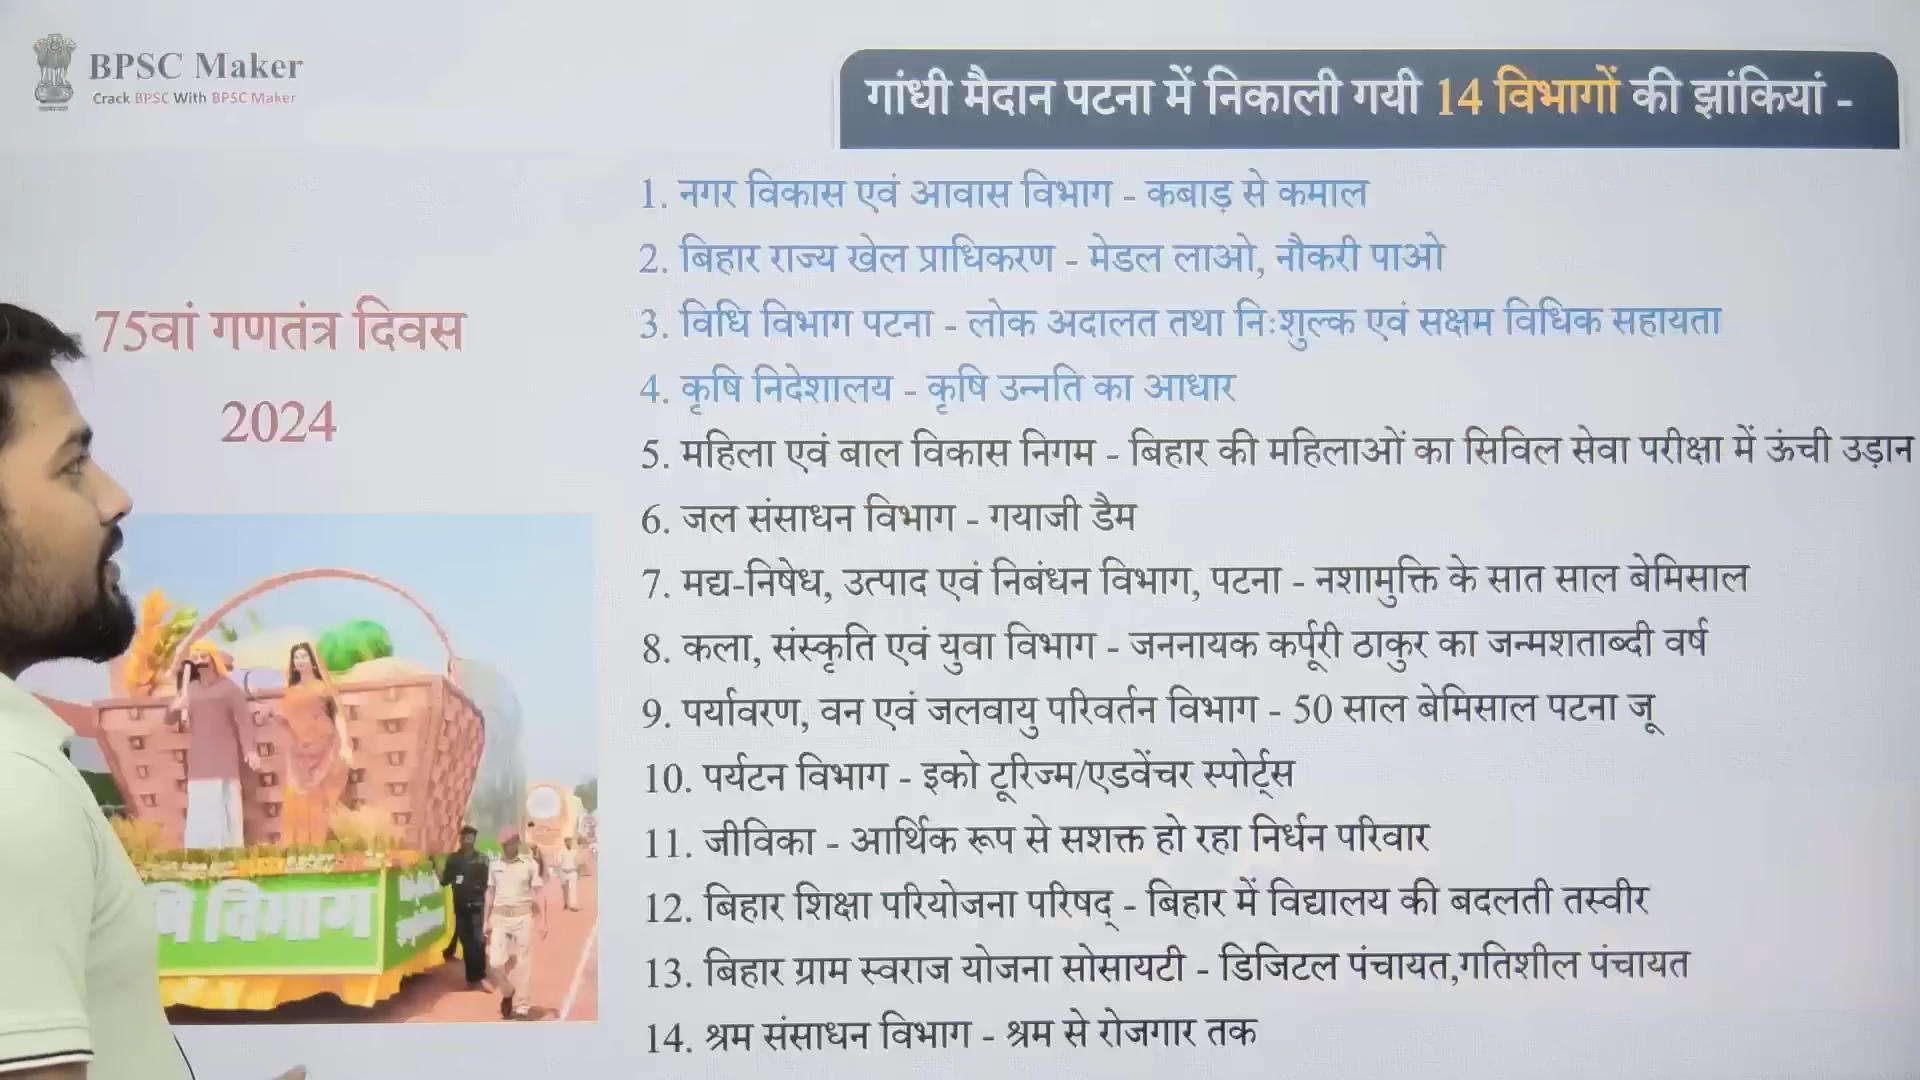 BPSC Maker
Crack BPSC With BPSC Maker
गांधी मैदान पटना में निकाली गयी 14 विभागों की झांकियां -
75वां गणतंत्र दिवस
2024
1. नगर विकास एवं आवास विभाग - कबाड़ से कमाल
2. बिहार राज्य खेल प्राधिकरण - मेडल लाओ, नौकरी पाओ
3. विधि विभाग पटना - लोक अदालत तथा निःशुल्क एवं सक्षम विधिक सहायता
4. कृषि निदेशालय - कृषि उन्नति का आधार
5. महिला एवं बाल विकास निगम - बिहार की महिलाओं का सिविल सेवा परीक्षा में ऊंची उड़ान
6. जल संसाधन विभाग - गयाजी डैम
7. मद्य-निषेध, उत्पाद एवं निबंधन विभाग, पटना - नशामुक्ति के सात साल बेमिसाल
8. कला, संस्कृति एवं युवा विभाग - जननायक कर्पूरी ठाकुर का जन्मशताब्दी वर्ष
9. पर्यावरण, वन एवं जलवायु परिवर्तन विभाग - 50 साल बेमिसाल पटना जू
10. पर्यटन विभाग - इको टूरिज्म/एडवेंचर स्पोर्ट्स
11. जीविका - आर्थिक रूप से सशक्त हो रहा निर्धन परिवार
12. बिहार शिक्षा परियोजना परिषद् - बिहार में विद्यालय की बदलती तस्वीर
13. बिहार ग्राम स्वराज योजना सोसायटी - डिजिटल पंचायत,गतिशील पंचायत
14. श्रम संसाधन विभाग - श्रम से रोजगार तक
षि विभाग